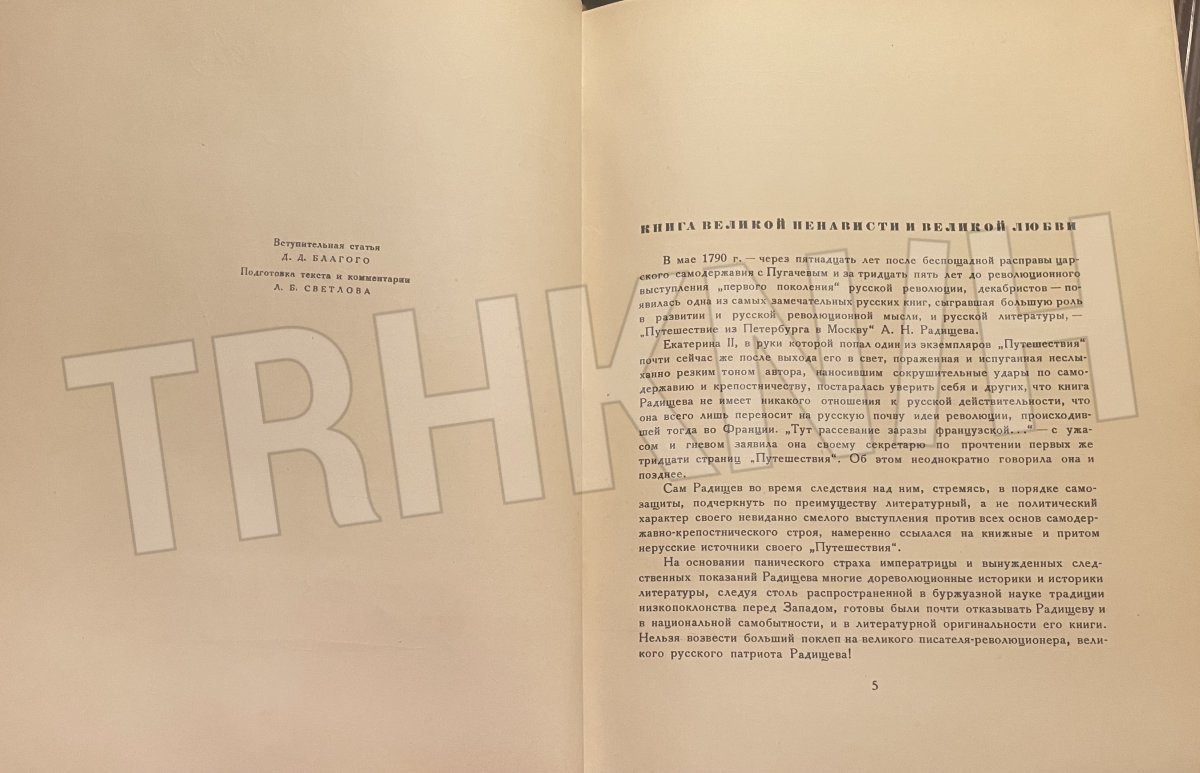 Вступительная статья
Д. Д. БЛАГОГО
Подготовка текста и комментарии
Л. Б. СВЕТЛОВА
КНИГА ВЕЛИКОЙ НЕНАВИСТИ И ВЕЛИКОЙ ЛЮБВИ
В мае 1790 г. — через пятнадцать лет после беспощадной расправы цар-
ского самодержавия с Пугачевым и за тридцать пять лет до революционного
выступления „первого поколения“ русской революции, декабристов — по-
явилась одна из самых замечательных русских книг, сыгравшая большую роль
в развитии и русской революционной мысли, и русской литературы, —
„Путешествие из Петербурга в Москву“ А. Н. Радищева.
Екатерина II, в руки которой попал один из экземпляров „Путешествия“
почти сейчас же после выхода его в свет, пораженная и испуганная неслы-
ханно резким тоном автора, наносившим сокрушительные удары по само-
державию и крепостничеству, постаралась уверить себя и других, что книга
Радищева не имеет никакого отношения к русской действительности, что
она всего лишь переносит на русскую почву идеи революции, происходив-
шей тогда во Франции. „Тут рассевание заразы французской...“ — с ужа-
сом и гневом заявила она своему секретарю по прочтении первых же
тридцати страниц „Путешествия“. Об этом неоднократно говорила она и
позднее.
Сам Радищев во время следствия над ним, стремясь, в порядке само-
защиты, подчеркнуть по преимуществу литературный, а не политический
характер своего невиданно смелого выступления против всех основ самодер-
жавно-крепостнического строя, намеренно ссылался на книжные и притом
нерусские источники своего „Путешествия“.
На основании панического страха императрицы и вынужденных след-
ственных показаний Радищева многие дореволюционные историки и историки
литературы, следуя столь распространенной в буржуазной науке традиции
низкопоклонства перед Западом, готовы были почти отказывать Радищеву и
в национальной самобытности, и в литературной оригинальности его книги.
Нельзя возвести больший поклеп на великого писателя-революционера, вели-
кого русского патриота Радищева!
5
TRHKNVH